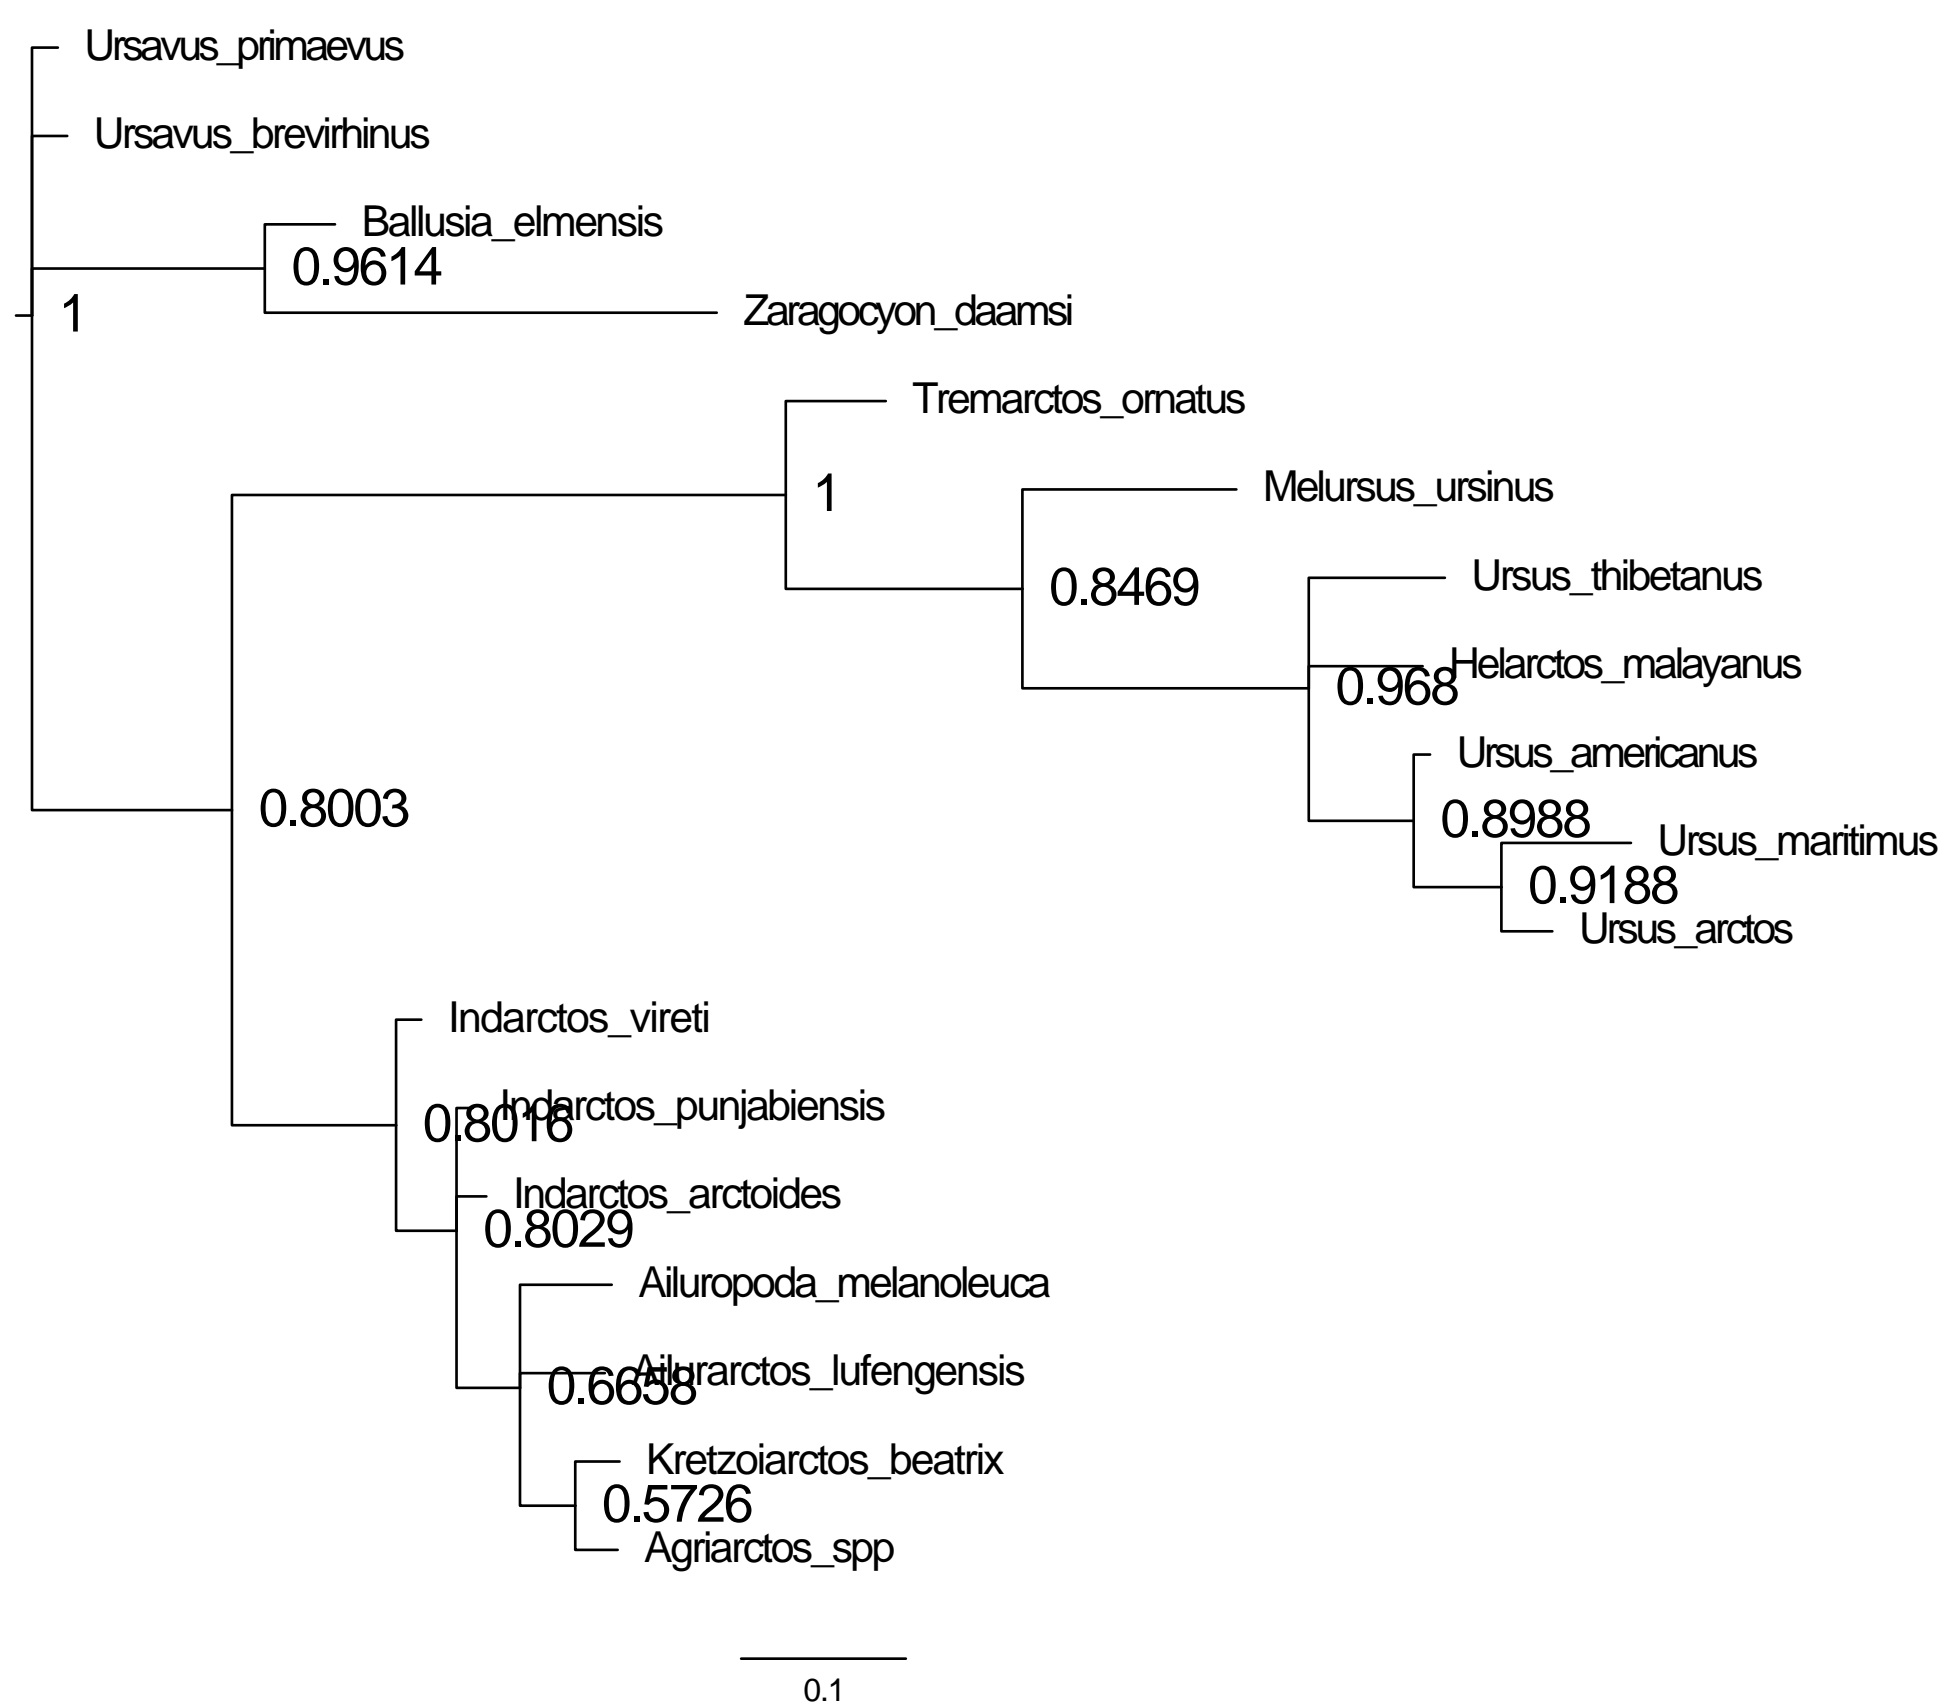 Ursavus_primaevus
Ursavus_brevirhinus
Ballusia_elmensis
0.9614
Zaragocyon_daamsi
1
Tremarctos_ornatus
Melursus_ursinus
1
Ursus_thibetanus
0.8469
Helarctos_malayanus
0.968
Ursus_americanus
0.8003
0.8988
Ursus_maritimus
0.9188
Ursus_arctos
Indarctos_vireti
Indarctos_punjabiensis
0.8016
Indarctos_arctoides
0.8029
Ailuropoda_melanoleuca
Ailurarctos_lufengensis
0.6658
Kretzoiarctos_beatrix
0.5726
Agriarctos_spp
0.1